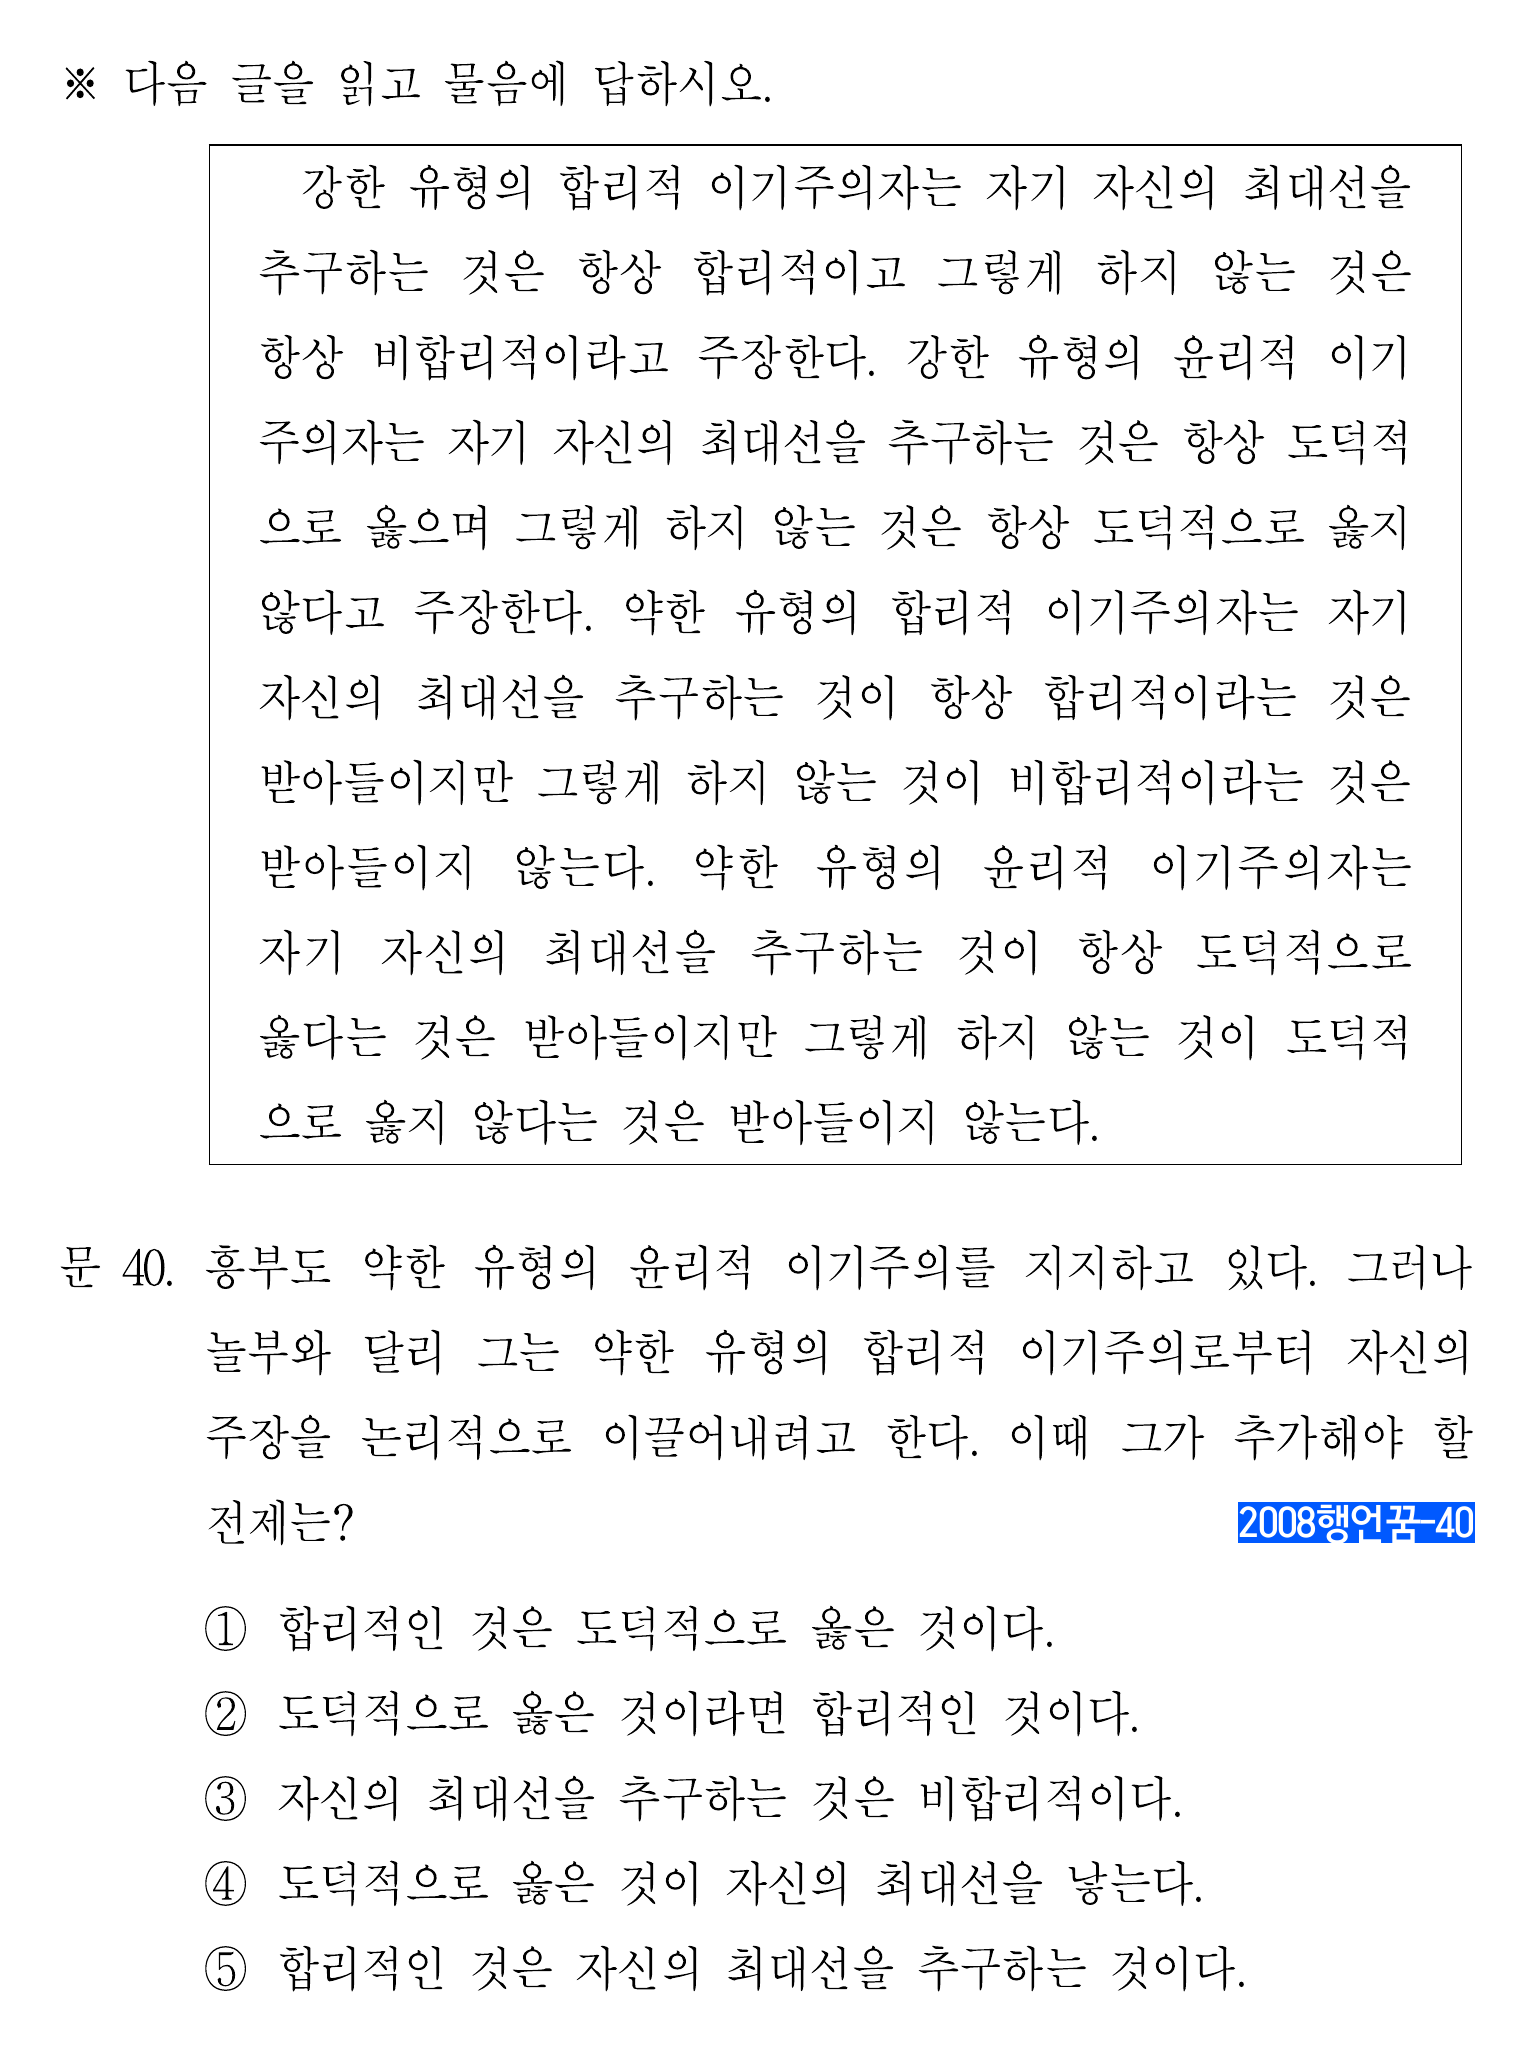 ※ 다음 글을 읽고 물음에 답하시오.
강한 유형의 합리적 이기주의자는 자기 자신의 최대선을
추구하는 것은 항상 합리적이고 그렇게 하지 않는 것은
항상 비합리적이라고 주장한다. 강한 유형의 윤리적 이기
주의자는 자기 자신의 최대선을 추구하는 것은 항상 도덕적
으로 옳으며 그렇게 하지 않는 것은 항상 도덕적으로 옳지
않다고 주장한다. 약한 유형의 합리적 이기주의자는 자기
자신의 최대선을 추구하는 것이 항상 합리적이라는 것은
받아들이지만 그렇게 하지 않는 것이 비합리적이라는 것은
받아들이지 않는다. 약한 유형의 윤리적 이기주의자는
자기 자신의 최대선을 추구하는 것이 항상 도덕적으로
옳다는 것은 받아들이지만 그렇게 하지 않는 것이 도덕적
으로 옳지 않다는 것은 받아들이지 않는다.
문 40. 흥부도 약한 유형의 윤리적 이기주의를 지지하고 있다. 그러나
놀부와 달리 그는 약한 유형의 합리적 이기주의로부터 자신의
주장을 논리적으로 이끌어내려고 한다. 이때 그가 추가해야 할
전제는? 2008행언꿈-40
① 합리적인 것은 도덕적으로 옳은 것이다.
② 도덕적으로 옳은 것이라면 합리적인 것이다.
③ 자신의 최대선을 추구하는 것은 비합리적이다.
④ 도덕적으로 옳은 것이 자신의 최대선을 낳는다.
⑤ 합리적인 것은 자신의 최대선을 추구하는 것이다.